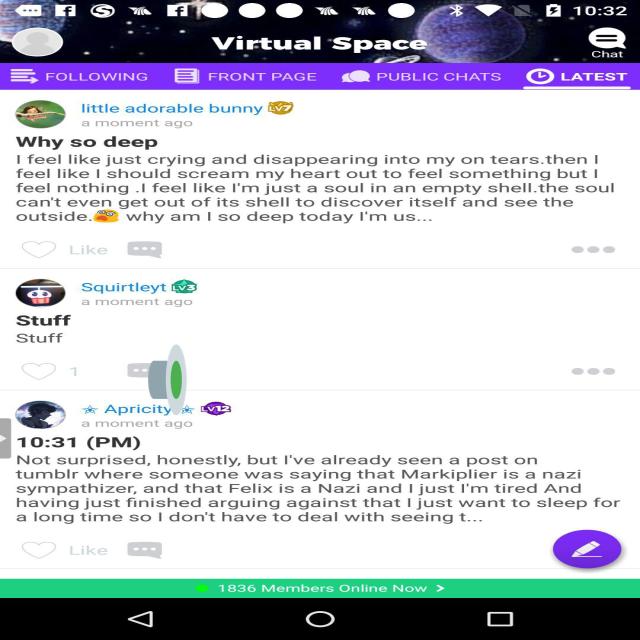 10:32
Virtual Space
Chat
FOLLOWING FRONT PAGE PUBLIC CHATS LATEST
little adorable bunny LV7
a moment ago
Why so deep
I feel like just crying and disappearing into my on tears.then I
feel like I should scream my heart out to feel something but I
feel nothing .I feel like I'm just a soul in an empty shell.the soul
can't even get out of its shell to discover itself and see the
outside. why am I so deep today I'm us...
Like
Squirtleyt LV3
a moment ago
Stuff
Stuff
1
Apricity LV12
a moment ago
10:31 (PM)
Not surprised, honestly, but I've already seen a post on
tumblr where someone was saying that Markiplier is a nazi
sympathizer, and that Felix is a Nazi and I just I'm tired And
having just finished arguing against that I just want to sleep for
a long time so I don't have to deal with seeing t...
Like
1836 Members Online Now >